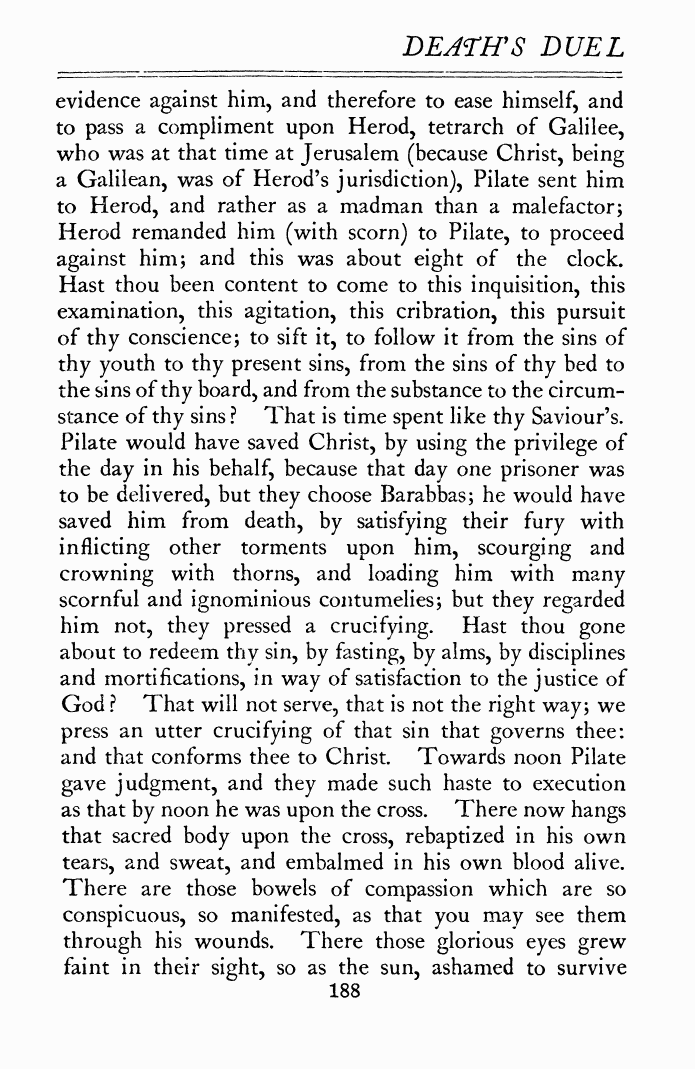 DEATH'S DUEL
evidence against him, and therefore to ease himself, and
to pass a compliment upon Herod, tetrarch of Galilee,
who was at that time at Jerusalem (because Christ, being
a Galilean, was of Herod's jurisdiction), Pilate sent him
to Herod, and rather as a madman than a malefactor;
Herod remanded him (with scorn) to Pilate, to proceed
against him; and this was about eight of the clock.
Hast thou been content to come to this inquisition, this
examination, this agitation, this cribration, this pursuit
of thy conscience; to sift it, to follow it from the sins of
thy youth to thy present sins, from the sins of thy bed to
the sins of thy board, and from the substance to the circum-
stance of thy sins? That is time spent like thy Saviour's.
Pilate would have saved Christ, by using the privilege of
the day in his behalf, because that day one prisoner was
to be delivered, but they choose Barabbas; he would have
saved him from death, by satisfying their fury with
inflicting other torments upon him, scourging and
crowning with thorns, and loading him with many
scornful and ignominious contumelies; but they regarded
him not, they pressed a crucifying. Hast thou gone
about to redeem thy sin, by fasting, by alms, by disciplines
and mortifications, in way of satisfaction to the justice of
God? That will not serve, that is not the right way; we
press an utter crucifying of that sin that governs thee:
and that conforms thee to Christ. Towards noon Pilate
gave judgment, and they made such haste to execution
as that by noon he was upon the cross. There now hangs
that sacred body upon the cross, rebaptized in his own
tears, and sweat, and embalmed in his own blood alive.
There are those bowels of compassion which are so
conspicuous, so manifested, as that you may see them
through his wounds. There those glorious eyes grew
faint in their sight, so as the sun, ashamed to survive
188